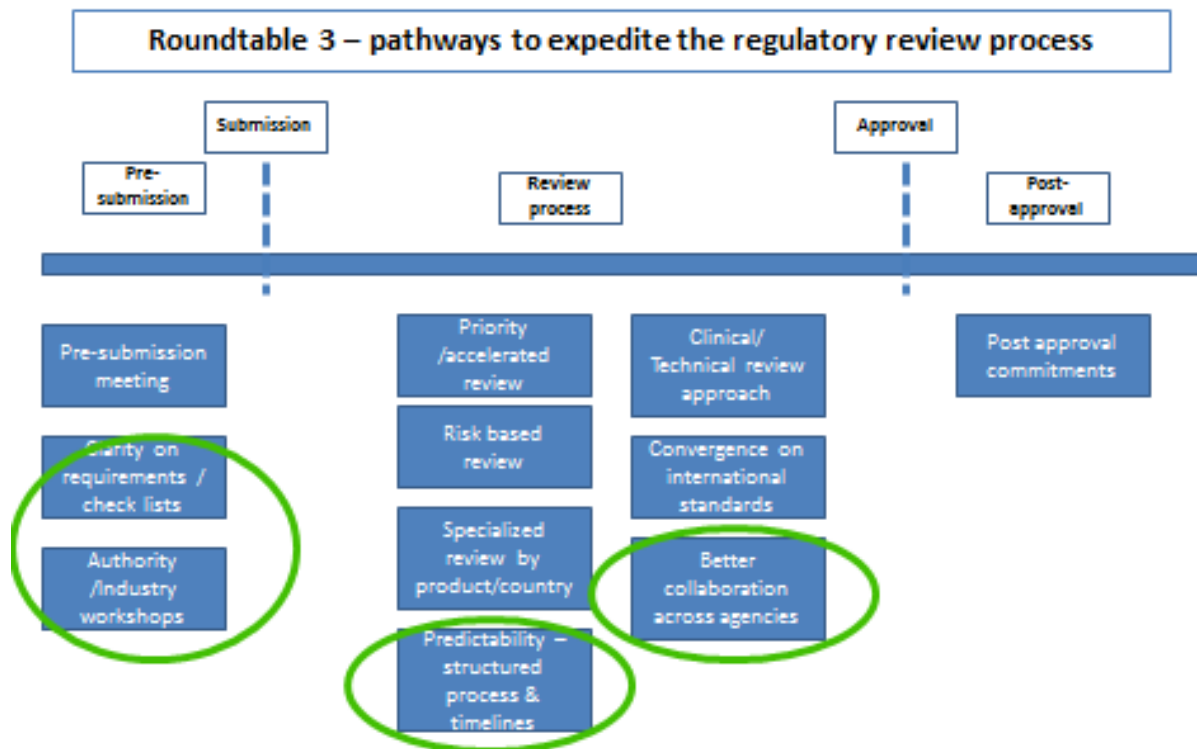 Roundtable 3 – pathways to expedite the regulatory review process
Submission
Approval
Pre-
submission
Review
process
Post-
approval
Pre-submission
meeting
Clarity on
requirements /
check lists
Authority
/Industry
workshops
Priority
/accelerated
review
Risk based
review
Specialized
review by
product/country
Predictability –
structured
process &
timelines
Clinical/
Technical review
approach
Convergence on
international
standards
Better
collaboration
across agencies
Post approval
commitments